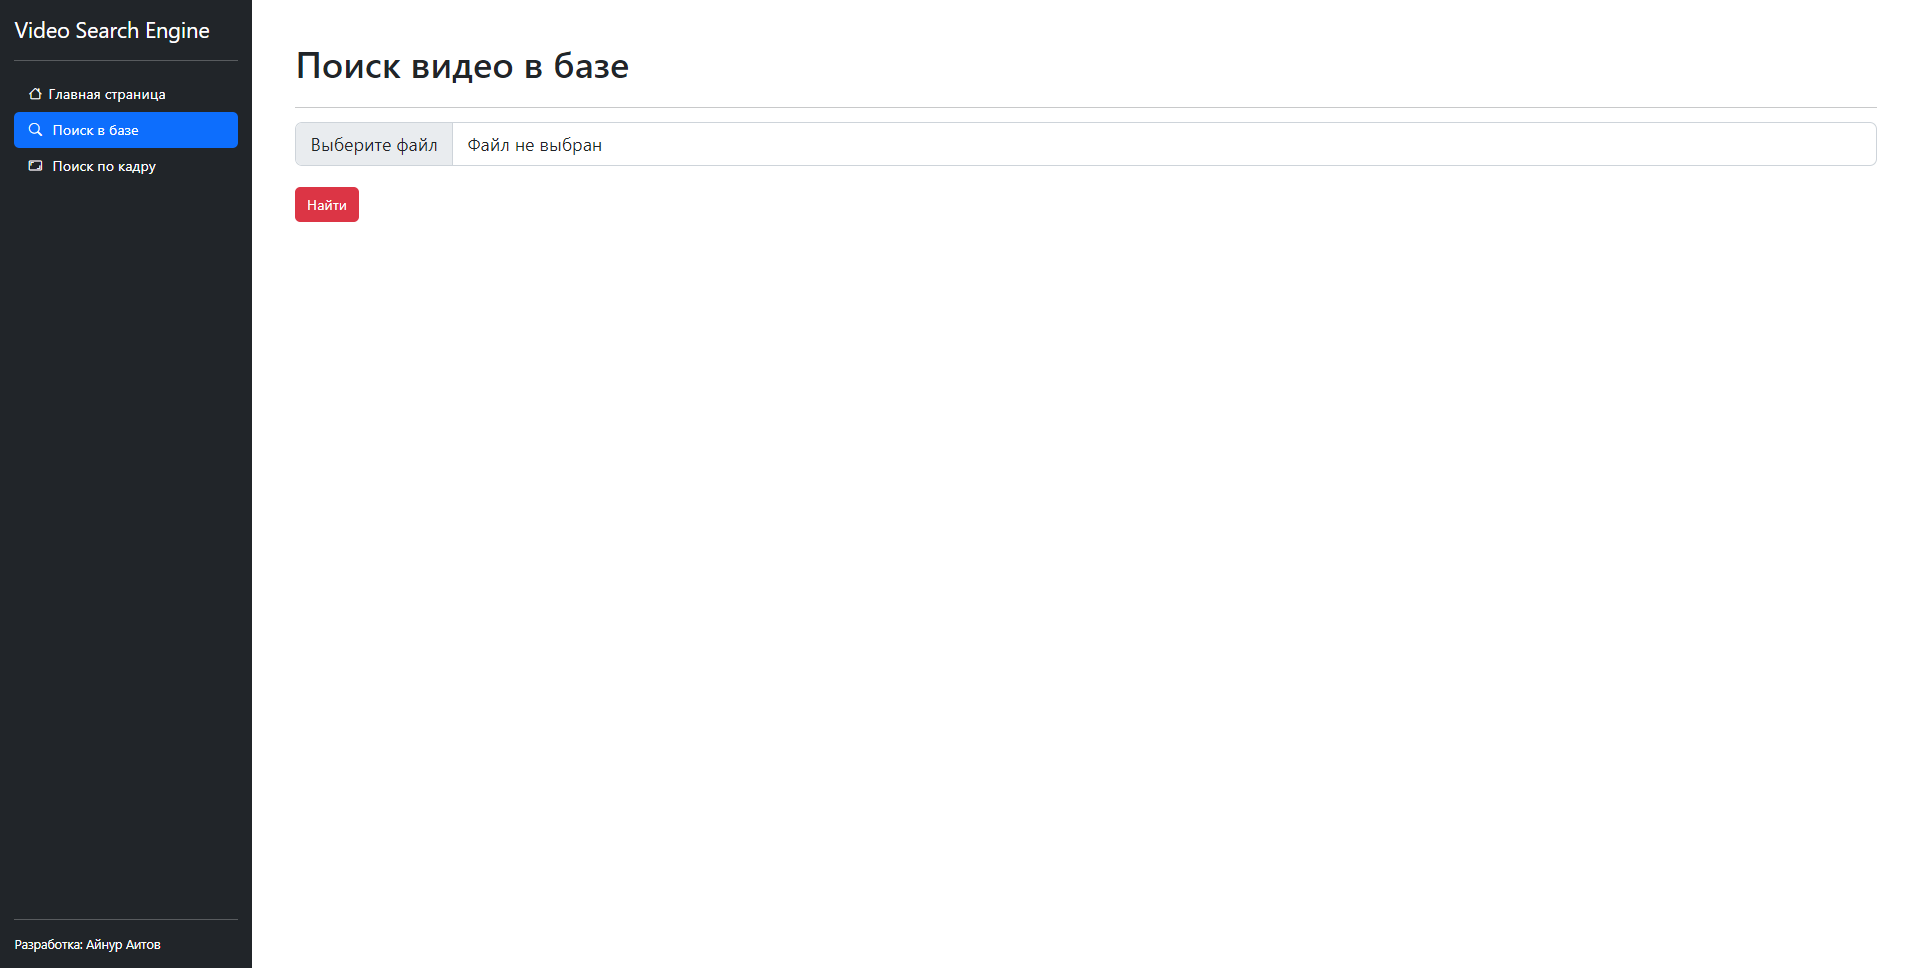 Video Search Engine
Главная страница
Поиск в базе
Поиск по кадру
Поиск видео в базе
Выберите файл Файл не выбран
Найти
Разработка: Айнур Аитов